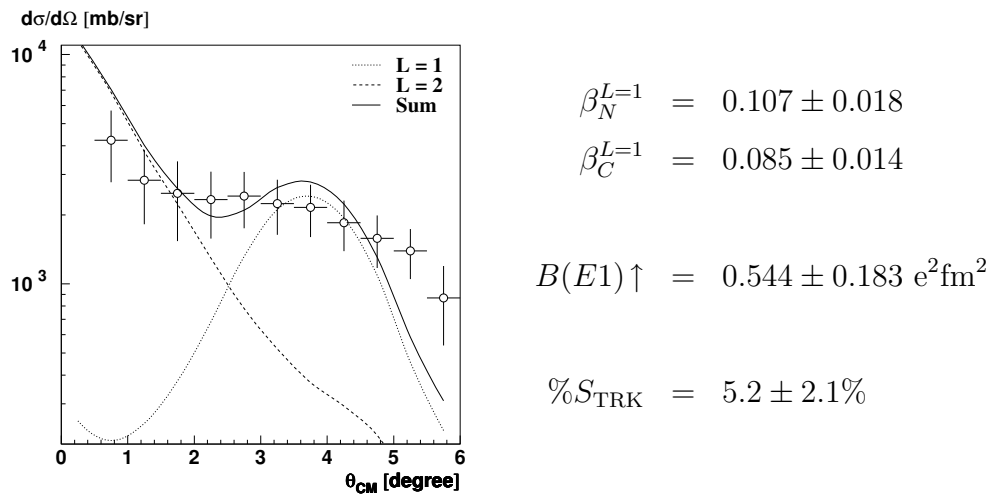 dσ/dΩ [mb/sr]
10⁴
10³
L = 1
L = 2
Sum
0 1 2 3 4 5 6
θ_CM [degree]
β_N^{L=1} = 0.107 ± 0.018
β_C^{L=1} = 0.085 ± 0.014
B(E1)↑ = 0.544 ± 0.183 e²fm²
%S_TRK = 5.2 ± 2.1%